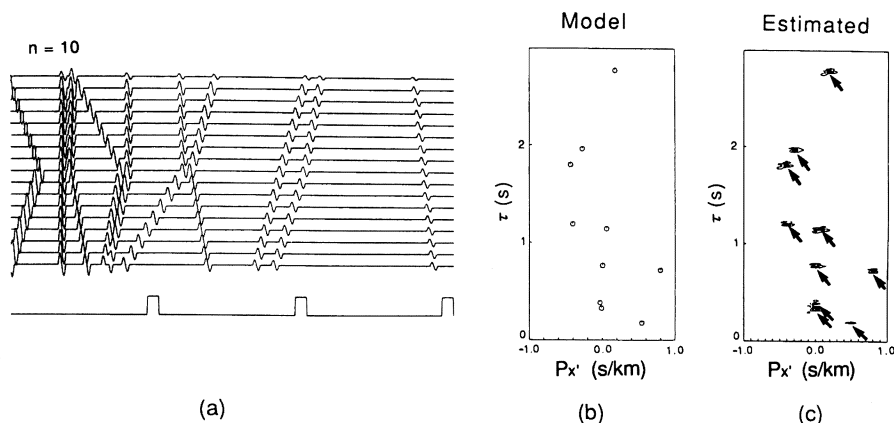 n = 10
(a)
Model
τ (s)
2
1
0
-1.0
0.0
1.0
Px' (s/km)
(b)
Estimated
τ (s)
2
1
0
-1.0
0.0
1.0
Px' (s/km)
(c)